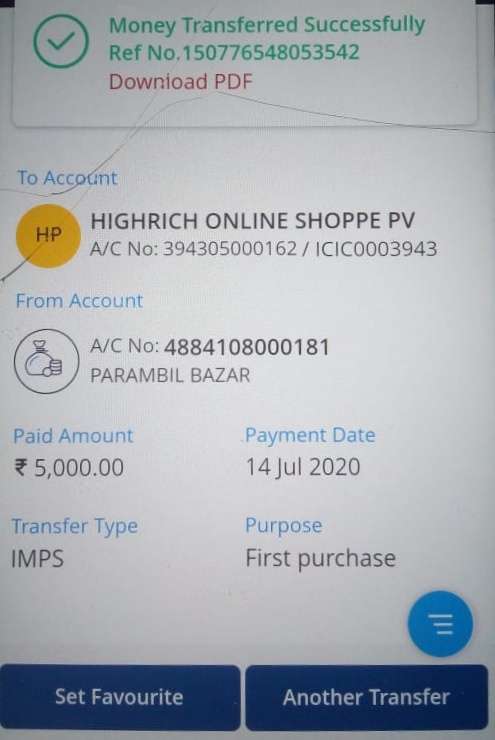 Money Transferred Successfully
Ref No.150776548053542
Download PDF
To Account
HP
HIGHRICH ONLINE SHOPPE PV
A/C No: 394305000162 / ICIC0003943
From Account
A/C No: 4884108000181
PARAMBIL BAZAR
Paid Amount
Payment Date
₹ 5,000.00
14 Jul 2020
Transfer Type
Purpose
IMPS
First purchase
Set Favourite
Another Transfer